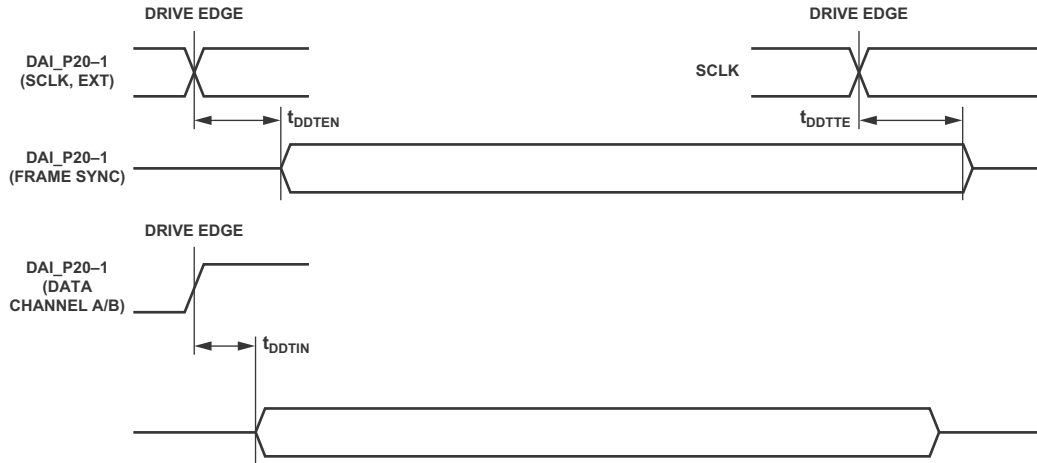 DRIVE EDGE
DRIVE EDGE
DAI_P20–1
(SCLK, EXT)
SCLK
tDDTEN
tDDTTE
DAI_P20–1
(FRAME SYNC)
DRIVE EDGE
DAI_P20–1
(DATA
CHANNEL A/B)
tDDTIN